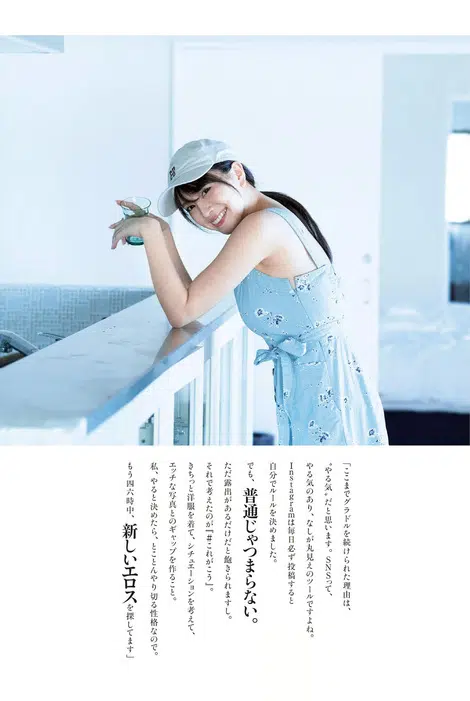 「ここまでグラドルを続けられた理由は、
“やる気”だと思います。SNSって、
やる気のあり、なしが丸見えのツールですよね。
Instagramは毎日必ず投稿すると
自分でルールを決めました。
でも、普通じゃつまらない。
ただ露出があるだけだと飽きられますし。
それで考えたのが『#これがこう』。
きちっと洋服を着て、シチュエーションを考えて、
エッチな写真とのギャップを作ること。
私、やると決めたら、とことんやり切る性格なので。
もう四六時中、新しいエロスを探してます」